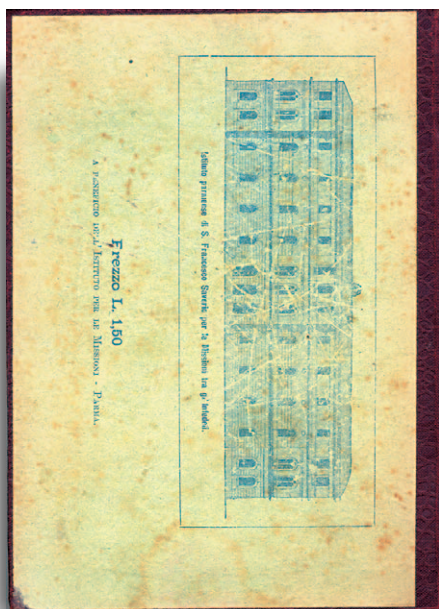 Istituto parmense di S. Francesco Saverio per le Missioni tra gl'Infedeli.
Prezzo L. 1,50
A BENEFICIO DELL'ISTITUTO PER LE MISSIONI - PARMA.